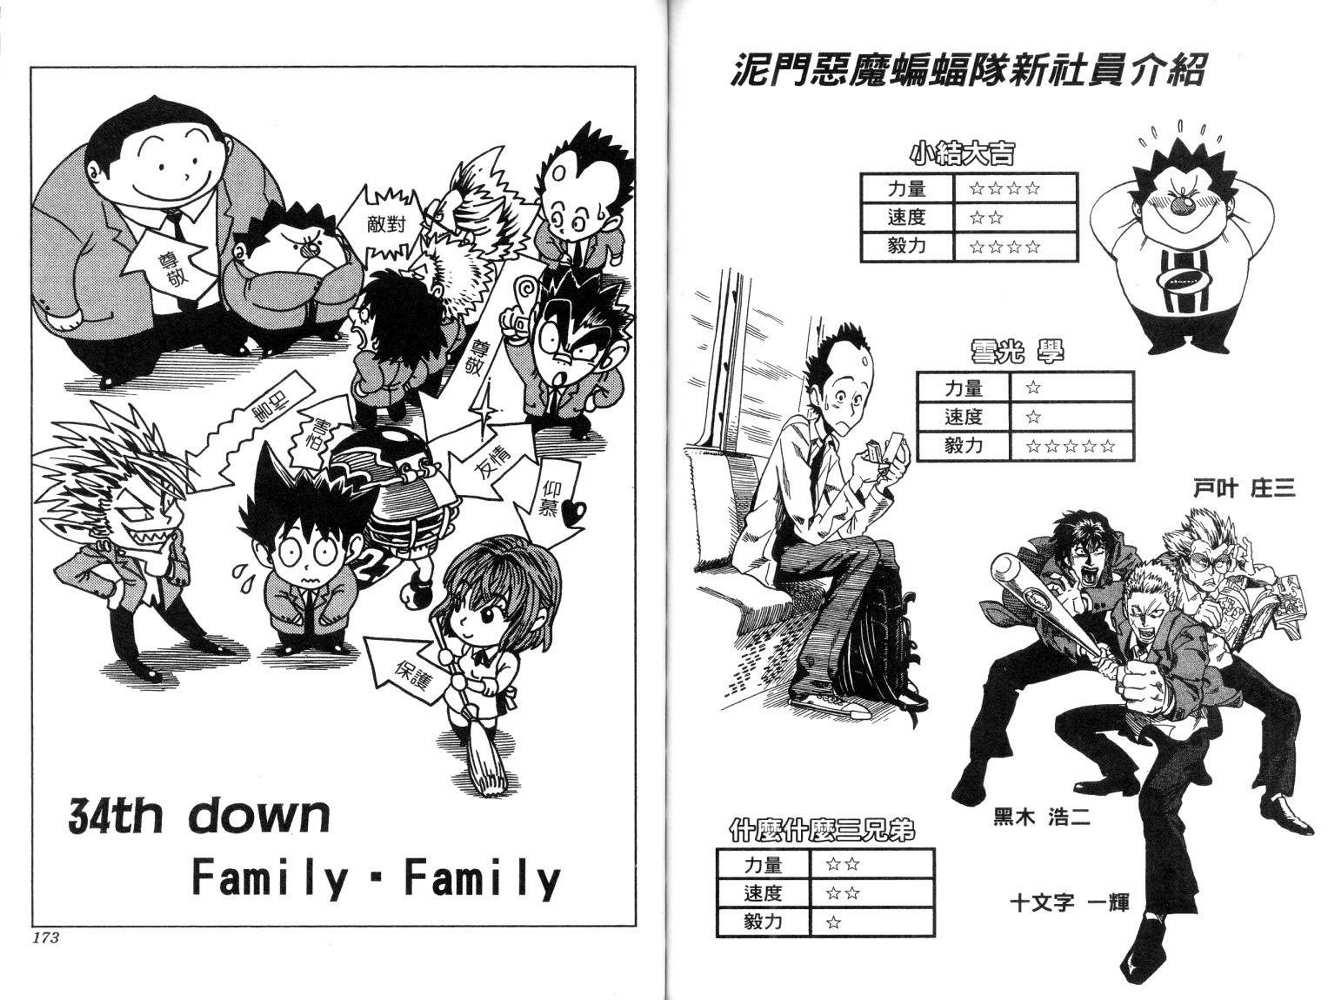 泥門惡魔蝙蝠隊新社員介紹
小結大吉
力量 ☆☆☆☆
速度 ☆☆
毅力 ☆☆☆☆
雪光 學
力量 ☆
速度 ☆
毅力 ☆☆☆☆☆
戸叶 庄三
黑木 浩二
十文字 一輝
什麼什麼三兄弟
力量 ☆☆
速度 ☆☆
毅力 ☆
敵對
尊敬
尊敬
害怕
友情
仰慕
保護
34th down
Family・Family
173